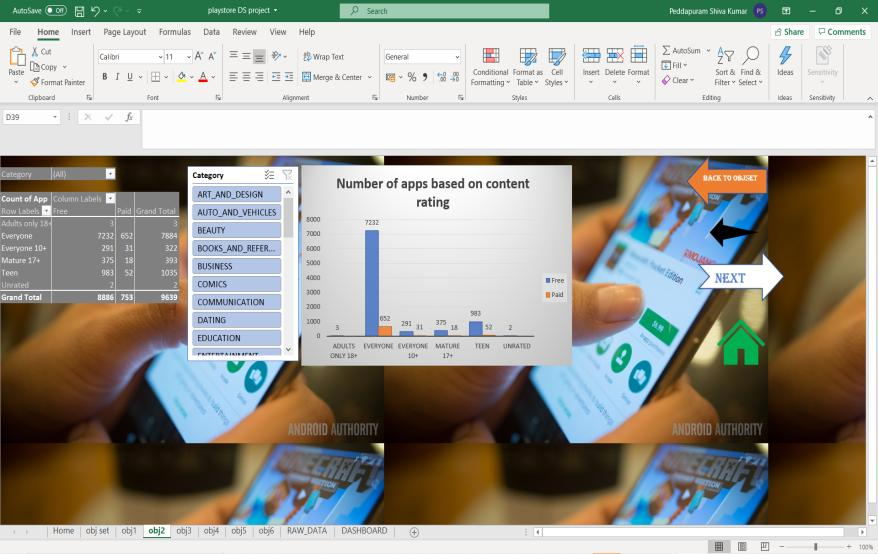 AutoSave Off playstore DS project Search Peddapuram Shiva Kumar PS
File Home Insert Page Layout Formulas Data Review View Help Share Comments
Paste Cut Copy Format Painter
Calibri 11 A A B I U A
Wrap Text Merge & Center
General % 9
Conditional Formatting Format as Table Cell Styles
Insert Delete Format
AutoSum Fill Clear Sort & Filter Find & Select
Ideas Sensitivity
Clipboard Font Alignment Number Styles Cells Editing Ideas Sensitivity
D39 fx
Category (All)
Count of App Column Labels
Row Labels Free Paid Grand Total
Adults only 18+ 3 3
Everyone 7232 652 7884
Everyone 10+ 291 31 322
Mature 17+ 375 18 393
Teen 983 52 1035
Unrated 2 2
Grand Total 8886 753 9639
Category
ART_AND_DESIGN
AUTO_AND_VEHICLES
BEAUTY
BOOKS_AND_REFER...
BUSINESS
COMICS
COMMUNICATION
DATING
EDUCATION
ENTERTAINMENT
Number of apps based on content
rating
8000
7000
6000
5000
4000
3000
2000
1000
0
3 7232 652 291 31 375 18 983 52 2
ADULTS ONLY 18+ EVERYONE EVERYONE 10+ MATURE 17+ TEEN UNRATED
Free
Paid
BACK TO OBJSET
NEXT
MOJANG
Minecraft: Pocket Edition
$6.99
ANDROID AUTHORITY
ANDROID AUTHORITY
MINECRAFT
MINECRAFT
Home obj set obj1 obj2 obj3 obj4 obj5 obj6 RAW_DATA DASHBOARD
100%